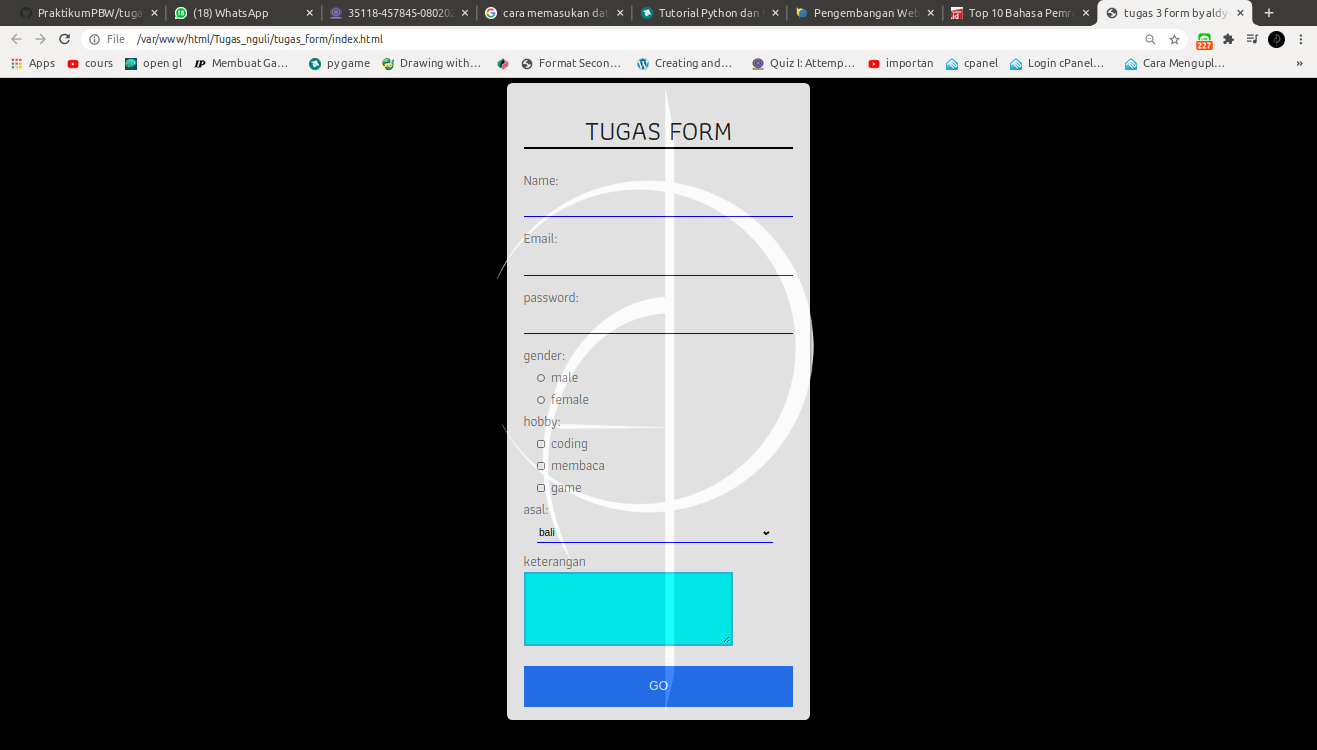 PraktikumPBW/tuga
(18) WhatsApp
35118-457845-080202
cara memasukan dat
Tutorial Python dan
Pengembangan Web
Top 10 Bahasa Pemr
tugas 3 form by aldy
File /var/www/html/Tugas_nguli/tugas_form/index.html
227
Apps
cours
open gl
IP Membuat Ga...
pygame
Drawing with...
Format Secon...
Creating and...
Quiz I: Attemp...
importan
cpanel
Login cPanel...
Cara Mengupl...
»
TUGAS FORM
Name:
Email:
password:
gender:
male
female
hobby:
coding
membaca
game
asal:
bali
keterangan
GO